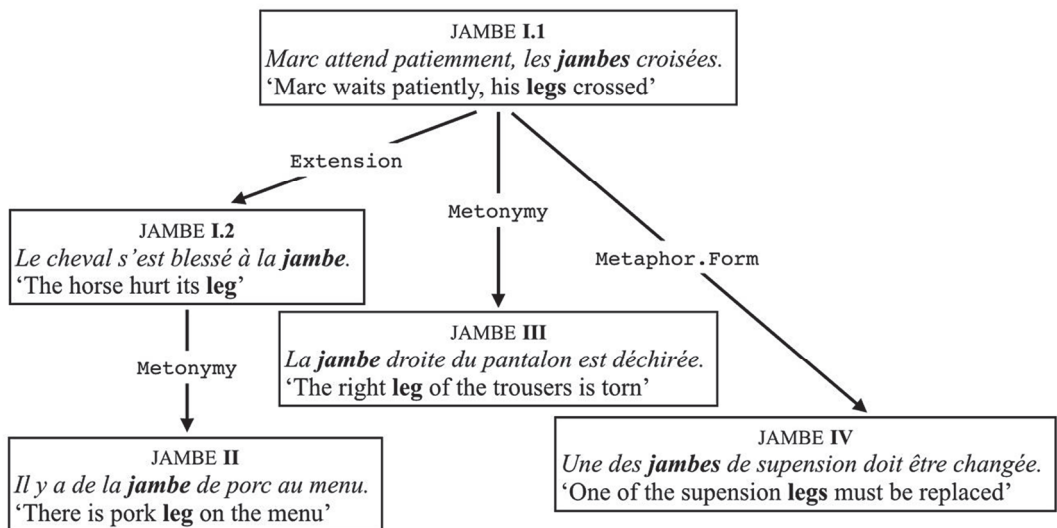 JAMBE I.1
Marc attend patiemment, les jambes croisées.
‘Marc waits patiently, his legs crossed’
Extension
Metonymy
Metaphor.Form
JAMBE I.2
Le cheval s’est blessé à la jambe.
‘The horse hurt its leg’
Metonymy
JAMBE III
La jambe droite du pantalon est déchirée.
‘The right leg of the trousers is torn’
JAMBE II
Il y a de la jambe de porc au menu.
‘There is pork leg on the menu’
JAMBE IV
Une des jambes de supension doit être changée.
‘One of the supension legs must be replaced’